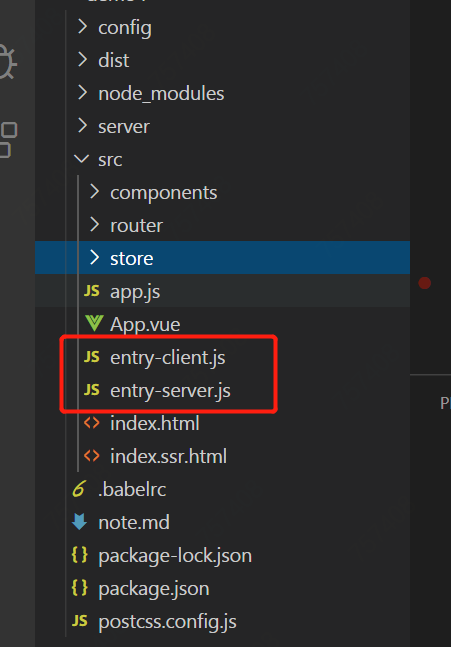 config
dist
node_modules
server
src
components
router
store
JS app.js
App.vue
JS entry-client.js
JS entry-server.js
<> index.html
<> index.ssr.html
.babelrc
note.md
{} package-lock.json
{} package.json
JS postcss.config.js